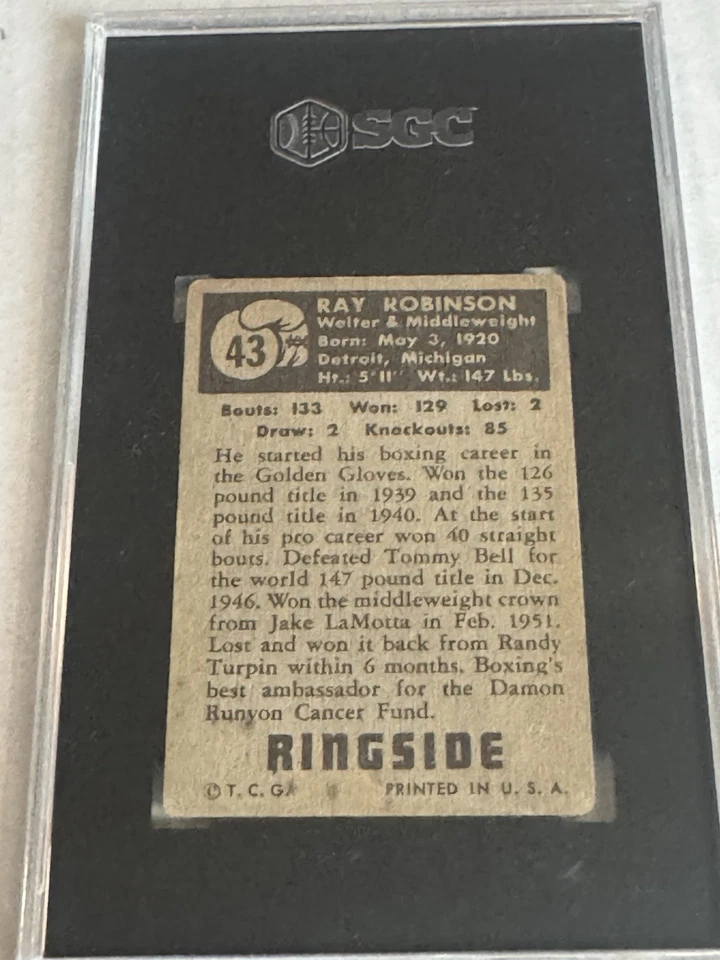 SGC
43
RAY ROBINSON
Welter & Middleweight
Born: May 3, 1920
Detroit, Michigan
Ht.: 5'11" Wt.: 147 Lbs.
Bouts: 133 Won: 129 Lost: 2
Draw: 2 Knockouts: 85
He started his boxing career in
the Golden Gloves. Won the 126
pound title in 1939 and the 135
pound title in 1940. At the start
of his pro career won 40 straight
bouts. Defeated Tommy Bell for
the world 147 pound title in Dec.
1946. Won the middleweight crown
from Jake LaMotta in Feb. 1951.
Lost and won it back from Randy
Turpin within 6 months. Boxing's
best ambassador for the Damon
Runyon Cancer Fund.
RINGSIDE
© T. C. G. PRINTED IN U. S. A.